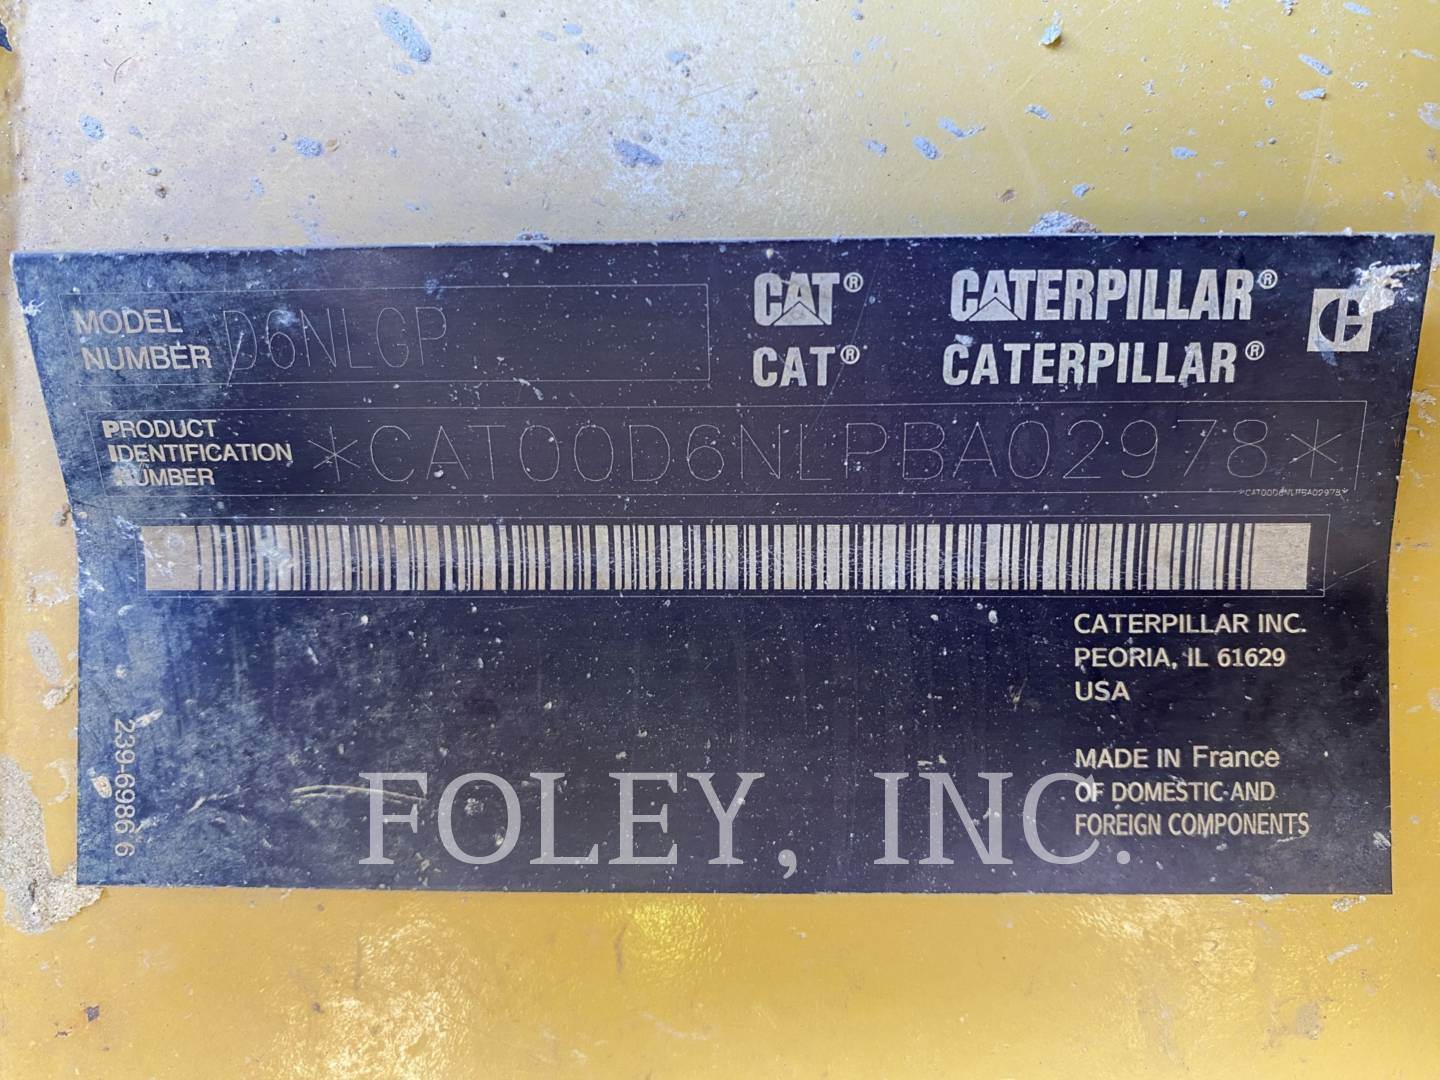 MODEL NUMBER D6NLGP
CAT® CATERPILLAR®
CAT® CATERPILLAR®
PRODUCT IDENTIFICATION NUMBER *CAT00D6NLPBA02978*
*CAT00D6NLPBA02978*
CATERPILLAR INC.
PEORIA, IL 61629
USA
MADE IN France
OF DOMESTIC AND
FOREIGN COMPONENTS
239-6986 6
FOLEY, INC.